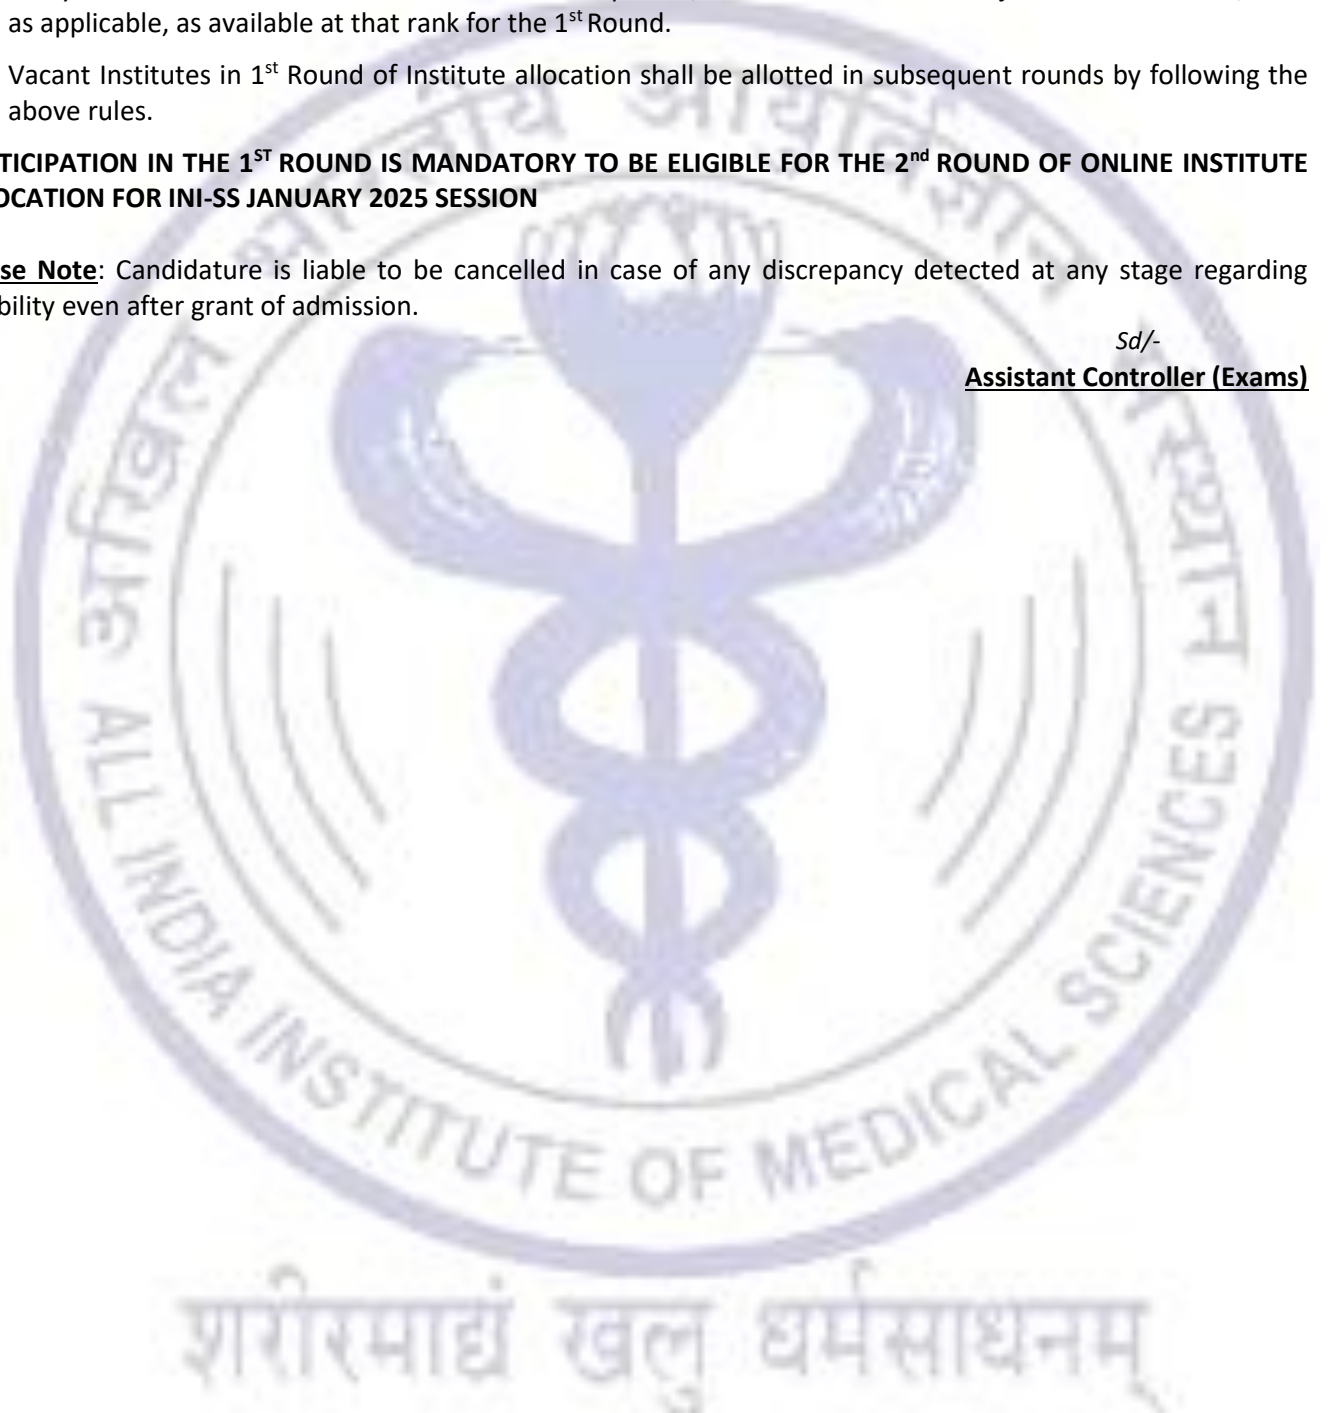 as applicable, as available at that rank for the 1st Round.
Vacant Institutes in 1st Round of Institute allocation shall be allotted in subsequent rounds by following the
above rules.
TICIPATION IN THE 1ST ROUND IS MANDATORY TO BE ELIGIBLE FOR THE 2nd ROUND OF ONLINE INSTITUTE
OCATION FOR INI-SS JANUARY 2025 SESSION
se Note: Candidature is liable to be cancelled in case of any discrepancy detected at any stage regarding
bility even after grant of admission.
Sd/-
Assistant Controller (Exams)
अखिल भारतीय आयुर्विज्ञान संस्थान
ALL INDIA INSTITUTE OF MEDICAL SCIENCES
शरीरमाद्यं खलु धर्मसाधनम्